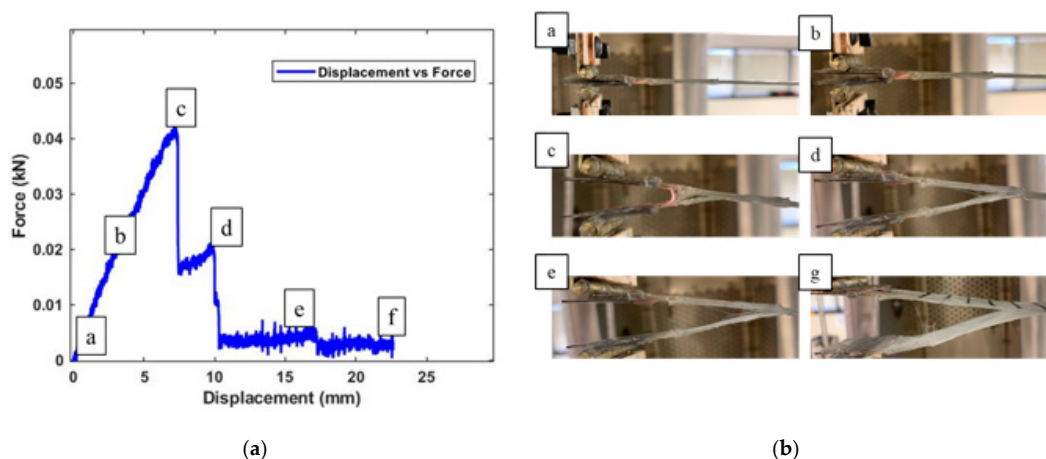 Displacement vs Force
Force (kN)
0.05
0.04
0.03
0.02
0.01
0
a
b
c
d
e
f
0 5 10 15 20 25
Displacement (mm)
(a)
a
b
c
d
e
g
(b)